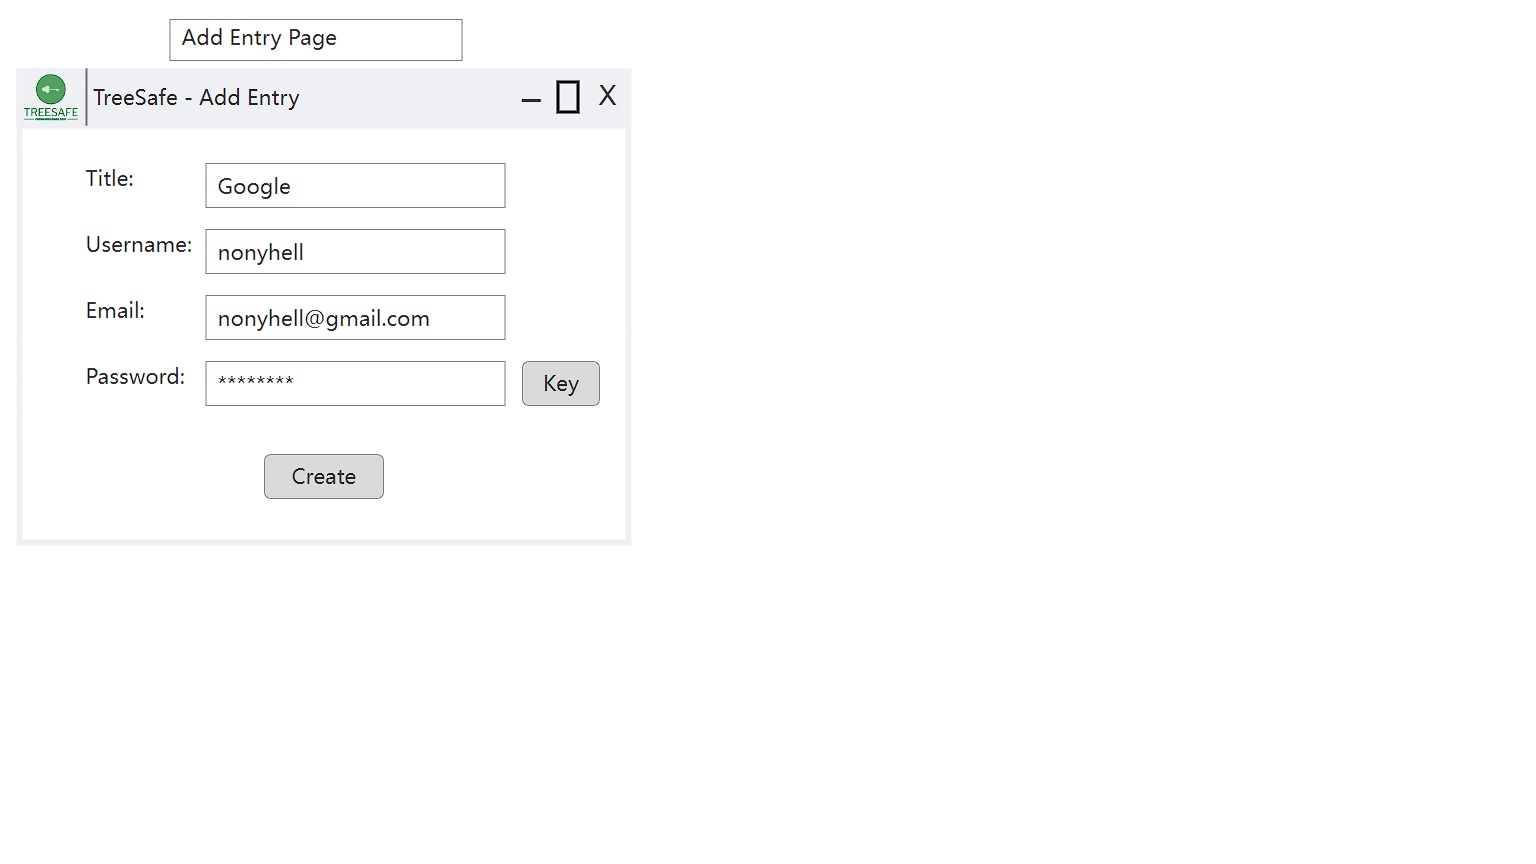 Add Entry Page
TREESAFE
TreeSafe - Add Entry
X
Title:
Google
Username:
nonyhell
Email:
nonyhell@gmail.com
Password:
********
Key
Create